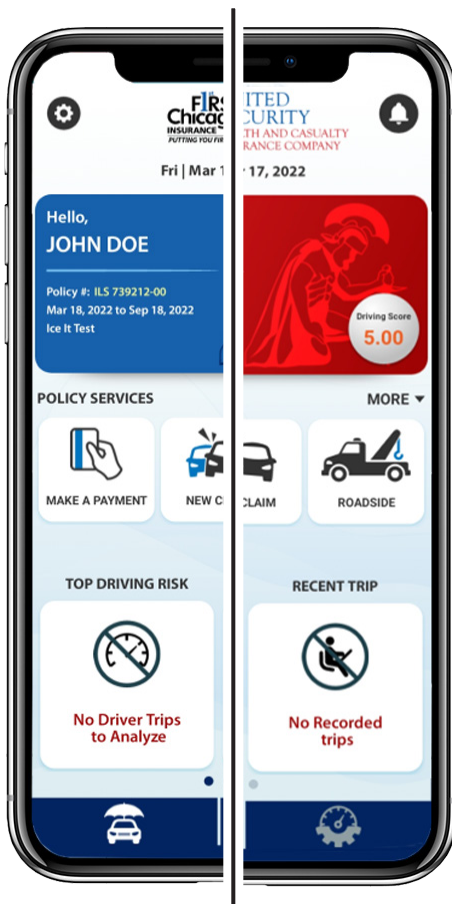 F1RS
Chicag
INSURANCE
PUTTING YOU FIR
ITED
CURITY
TH AND CASUALTY
RANCE COMPANY
Fri | Mar 1
r 17, 2022
Hello,
JOHN DOE
Policy #: ILS 739212-00
Mar 18, 2022 to Sep 18, 2022
Ice It Test
Driving Score
5.00
POLICY SERVICES
MORE
MAKE A PAYMENT
NEW C
CLAIM
ROADSIDE
TOP DRIVING RISK
RECENT TRIP
No Driver Trips
to Analyze
No Recorded
trips